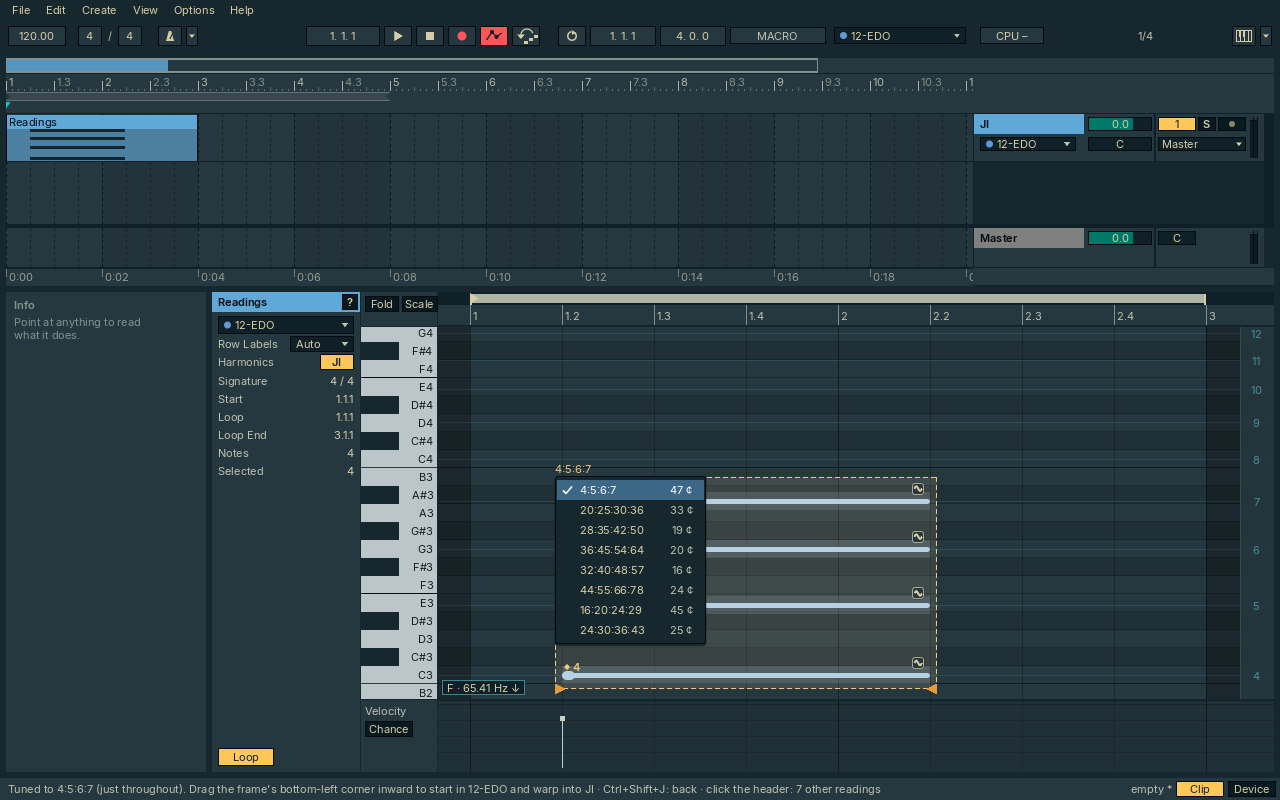 File Edit Create View Options Help
120.00 4 / 4 1. 1. 1 1. 1. 1 4. 0. 0 MACRO 12-EDO CPU – 1/4
1 1.3 2 2.3 3 3.3 4 4.3 5 5.3 6 6.3 7 7.3 8 8.3 9 9.3 10 10.3 1
Readings
JI 0.0 1 S
12-EDO C Master
Master 0.0 C
0:00 0:02 0:04 0:06 0:08 0:10 0:12 0:14 0:16 0:18
Info
Point at anything to read
what it does.
Readings ?
12-EDO
Row Labels Auto
Harmonics JI
Signature 4 / 4
Start 1.1.1
Loop 1.1.1
Loop End 3.1.1
Notes 4
Selected 4
Loop
Fold Scale
1 1.2 1.3 1.4 2 2.2 2.3 2.4 3
G4 12
F#4
F4 11
E4
D#4 10
D4 9
C#4
C4 8
B3
A#3 7
A3
G#3
G3 6
F#3
F3
E3 5
D#3
D3
C#3
C3 4
B2
4:5:6:7
4:5:6:7 47 ¢
20:25:30:36 33 ¢
28:35:42:50 19 ¢
36:45:54:64 20 ¢
32:40:48:57 16 ¢
44:55:66:78 24 ¢
16:20:24:29 45 ¢
24:30:36:43 25 ¢
4
F · 65.41 Hz ↓
Velocity
Chance
Tuned to 4:5:6:7 (just throughout). Drag the frame's bottom-left corner inward to start in 12-EDO and warp into JI · Ctrl+Shift+J: back · click the header: 7 other readings
empty * Clip Device